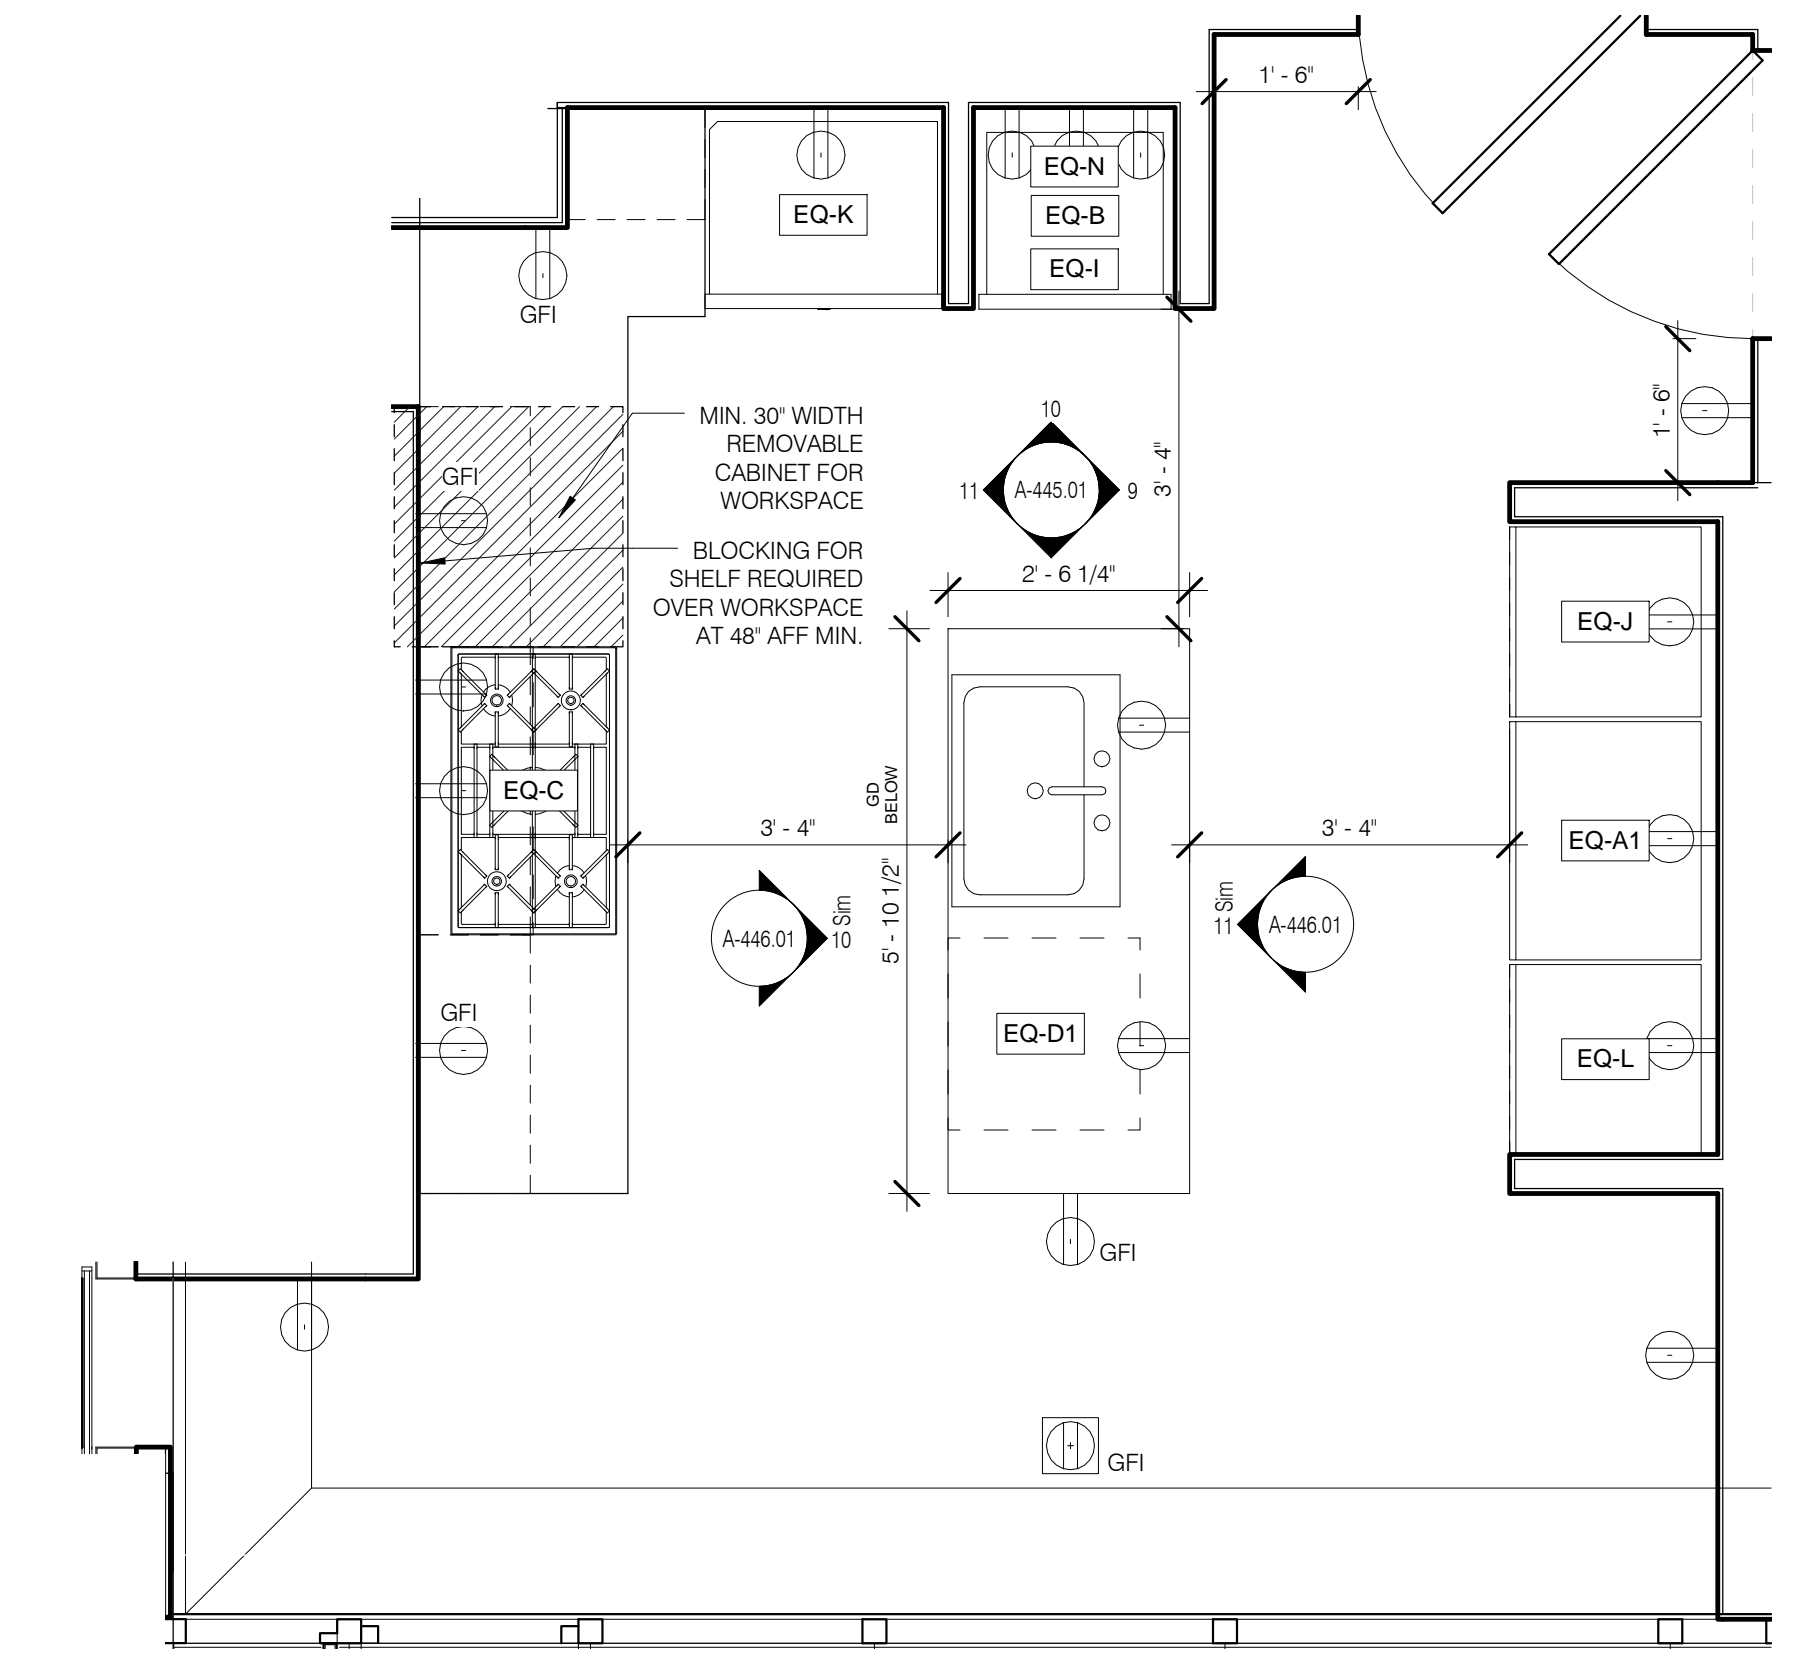 1' - 6"
EQ-N
EQ-K
EQ-B
EQ-I
GFI
MIN. 30" WIDTH
REMOVABLE
CABINET FOR
WORKSPACE
1' - 6"
10
11
A-445.01
9
3' - 4"
GFI
BLOCKING FOR
SHELF REQUIRED
OVER WORKSPACE
AT 48" AFF MIN.
2' - 6 1/4"
EQ-J
EQ-C
GD
BELOW
3' - 4"
3' - 4"
EQ-A1
5' - 10 1/2"
A-446.01
10
Sim
11
Sim
A-446.01
GFI
EQ-D1
EQ-L
GFI
GFI